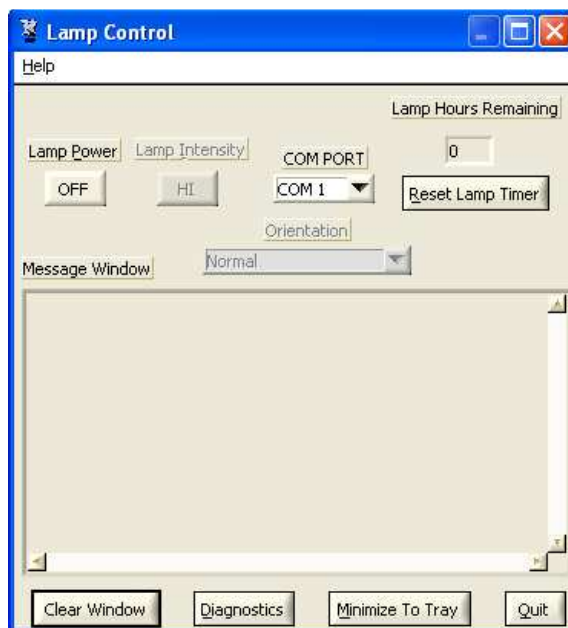 Lamp Control
Help
Lamp Hours Remaining
Lamp Power Lamp Intensity COM PORT 0
OFF HI COM 1 Reset Lamp Timer
Orientation
Message Window Normal
Clear Window Diagnostics Minimize To Tray Quit